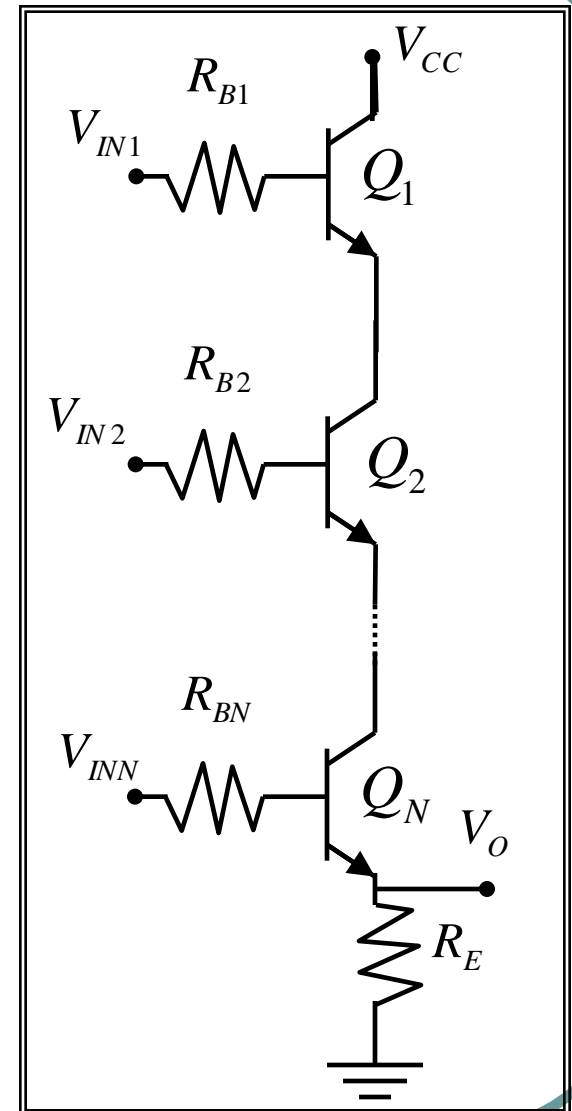 V_CC
R_B1
V_IN1
Q_1
R_B2
V_IN2
Q_2
R_BN
V_INN
Q_N
V_O
R_E